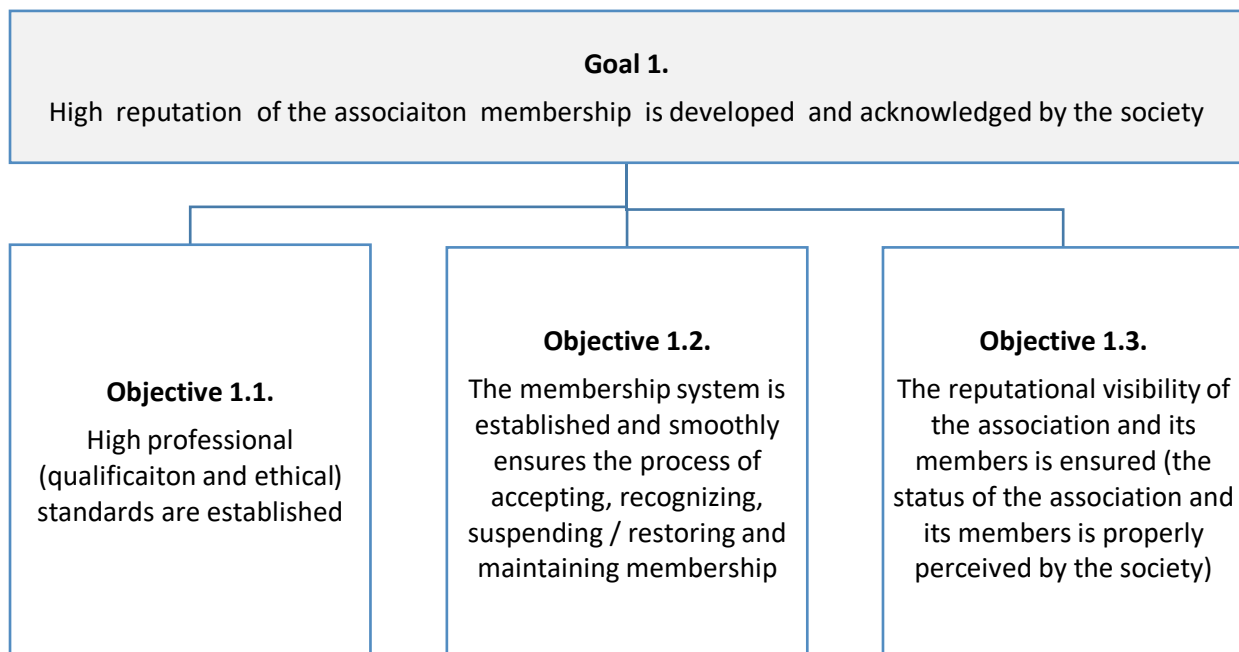 Goal 1.
High reputation of the associaiton membership is developed and acknowledged by the society
Objective 1.1.
High professional
(qualificaiton and ethical)
standards are established
Objective 1.2.
The membership system is
established and smoothly
ensures the process of
accepting, recognizing,
suspending / restoring and
maintaining membership
Objective 1.3.
The reputational visibility of
the association and its
members is ensured (the
status of the association and
its members is properly
perceived by the society)